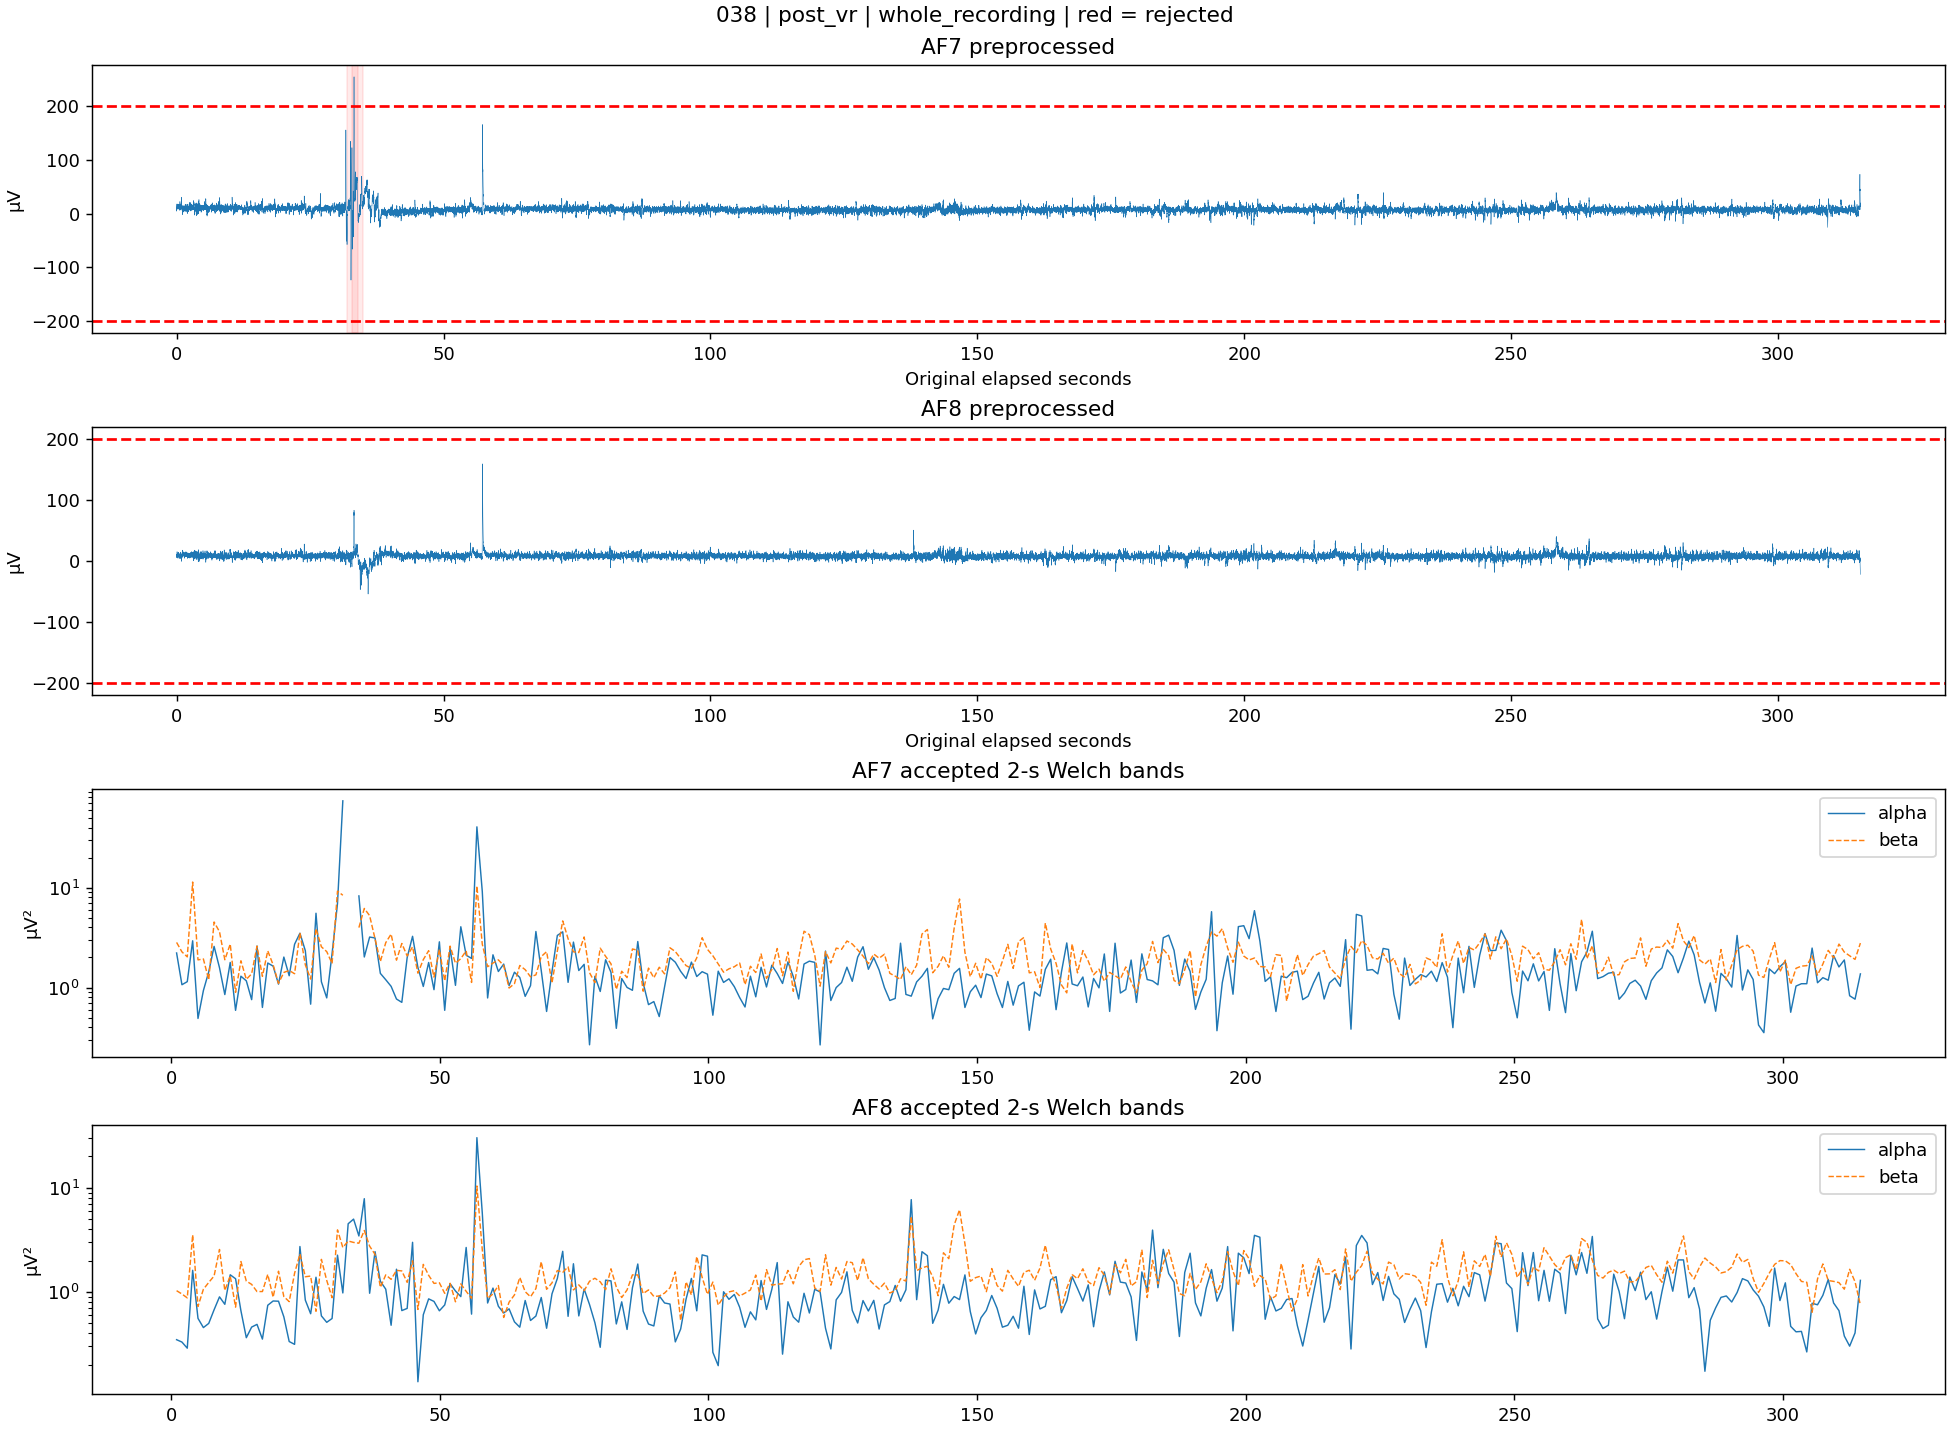 038 | post_vr | whole_recording | red = rejected
AF7 preprocessed
µV
200
100
0
−100
−200
0 50 100 150 200 250 300
Original elapsed seconds
AF8 preprocessed
µV
200
100
0
−100
−200
0 50 100 150 200 250 300
Original elapsed seconds
AF7 accepted 2-s Welch bands
µV²
10¹
10⁰
alpha
beta
0 50 100 150 200 250 300
AF8 accepted 2-s Welch bands
µV²
10¹
10⁰
alpha
beta
0 50 100 150 200 250 300